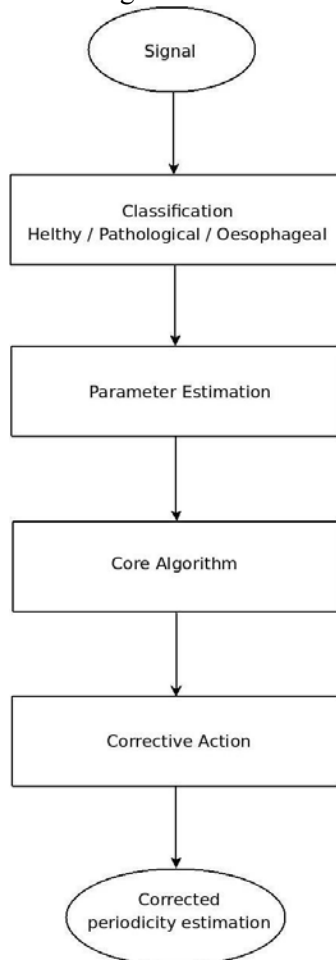 Signal
Classification
Helthy / Pathological / Oesophageal
Parameter Estimation
Core Algorithm
Corrective Action
Corrected
periodicity estimation